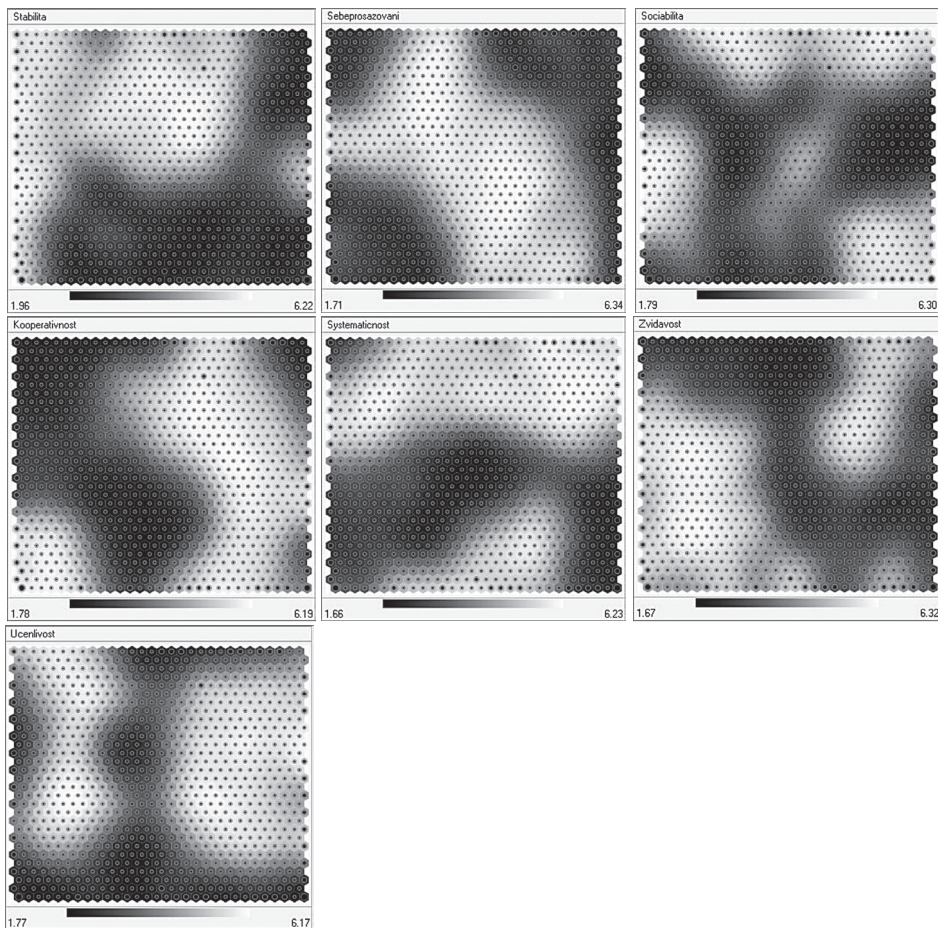 Stabilita
Sebeprosazovani
Sociabilita
1.96 6.22
1.71 6.34
1.79 6.30
Kooperativnost
Systematicnost
Zvidavost
1.78 6.19
1.66 6.23
1.67 6.32
Ucenlivost
1.77 6.17